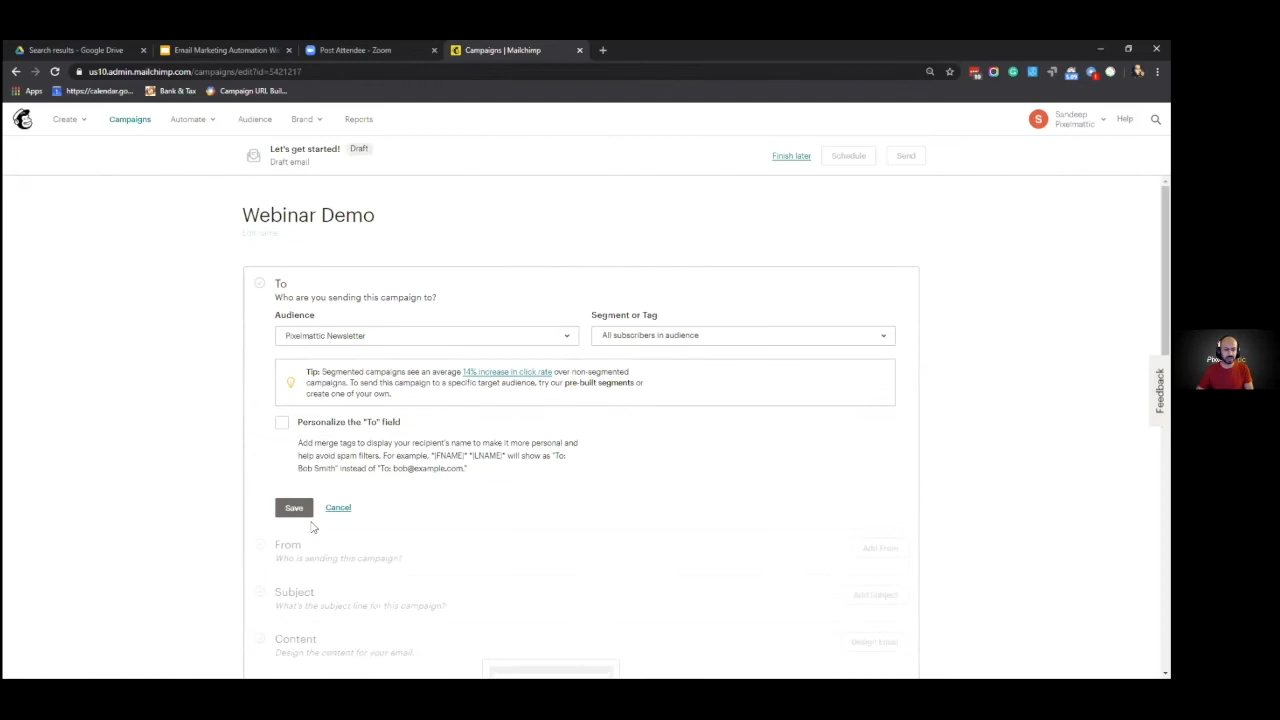 Search results - Google Drive
Email Marketing Automation W
Post Attendee - Zoom
Campaigns | Mailchimp
us10.admin.mailchimp.com/campaigns/edit?id=5421217
Apps
https://calendar.go...
Bank & Tax
Campaign URL Buil...
Create
Campaigns
Automate
Audience
Brand
Reports
S
Sandeep
Pixelmattic
Help
Let's get started!
Draft
Draft email
Finish later
Schedule
Send
Webinar Demo
Edit name
To
Who are you sending this campaign to?
Audience
Segment or Tag
Pixelmattic Newsletter
All subscribers in audience
Tip: Segmented campaigns see an average 14% increase in click rate over non-segmented
campaigns. To send this campaign to a specific target audience, try our pre-built segments or
create one of your own.
Personalize the "To" field
Add merge tags to display your recipient's name to make it more personal and
help avoid spam filters. For example, *|FNAME|* *|LNAME|* will show as "To:
Bob Smith" instead of "To: bob@example.com."
Save
Cancel
From
Who is sending this campaign?
Add From
Subject
What's the subject line for this campaign?
Add Subject
Content
Design the content for your email.
Design Email
Feedback